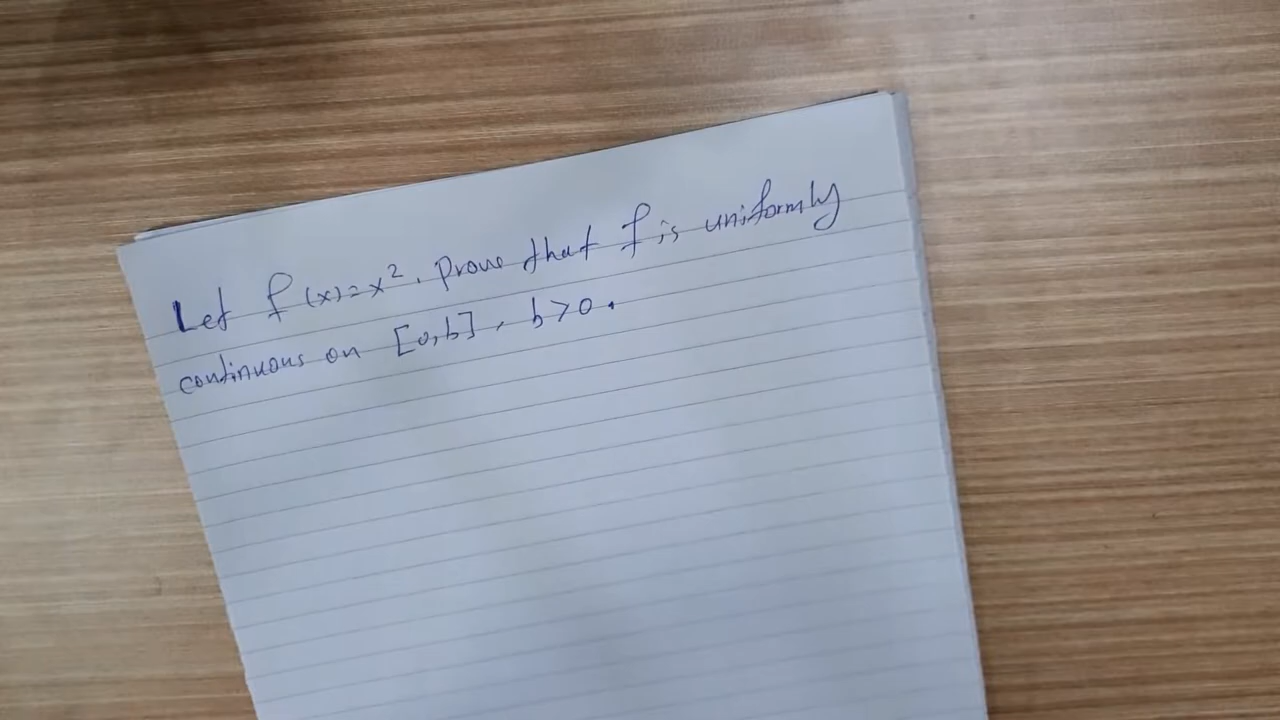 Let f(x)=x². Prove that f is uniformly
continuous on [0,b], b>0.